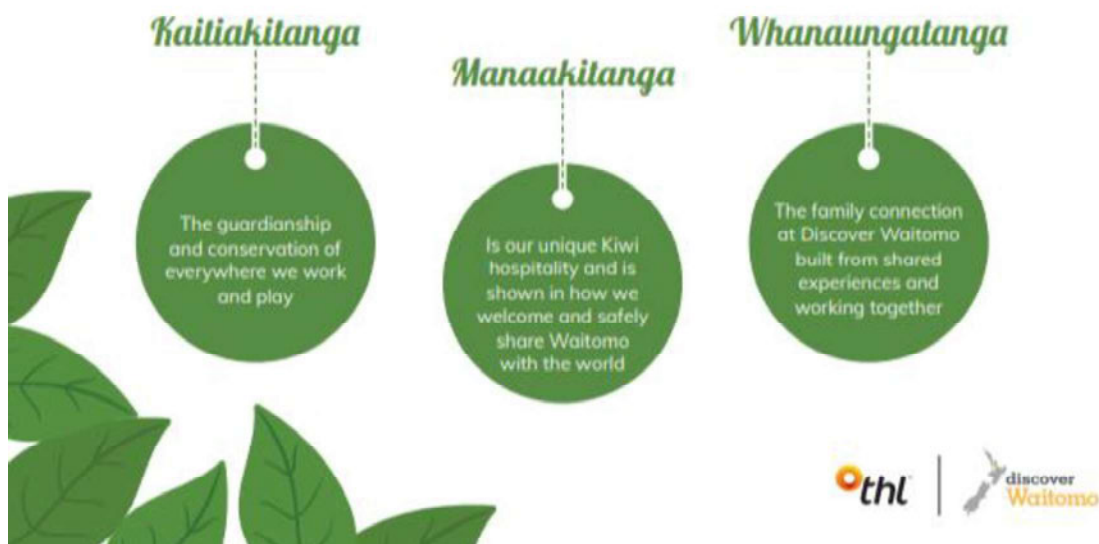 Kaitiakitanga
The guardianship
and conservation of
everywhere we work
and play
Manaakitanga
Is our unique Kiwi
hospitality and is
shown in how we
welcome and safely
share Waitomo
with the world
Whanaungatanga
The family connection
at Discover Waitomo
built from shared
experiences and
working together
thl
discover
Waitomo